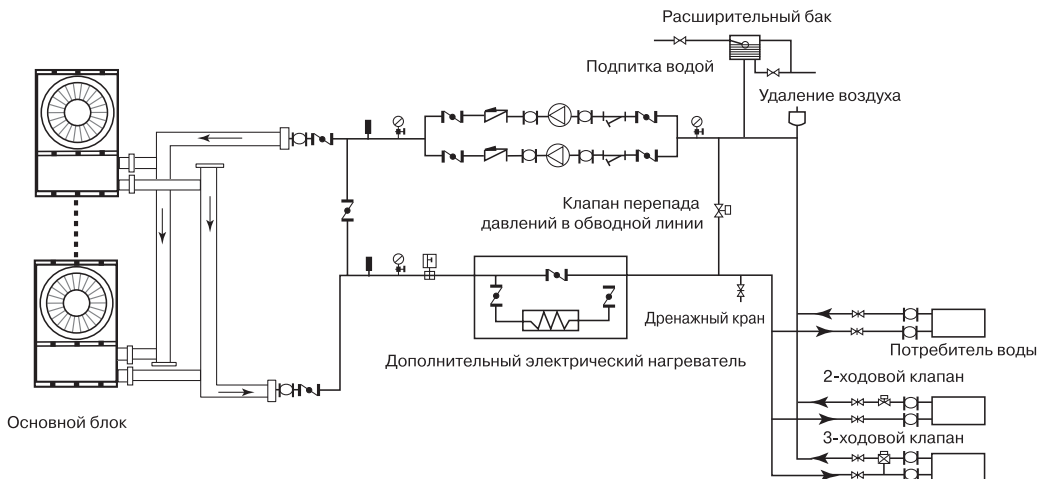 Расширительный бак
Подпитка водой
Удаление воздуха
Клапан перепада
давлений в обводной линии
Дренажный кран
Дополнительный электрический нагреватель
Потребитель воды
2-ходовой клапан
Основной блок
3-ходовой клапан